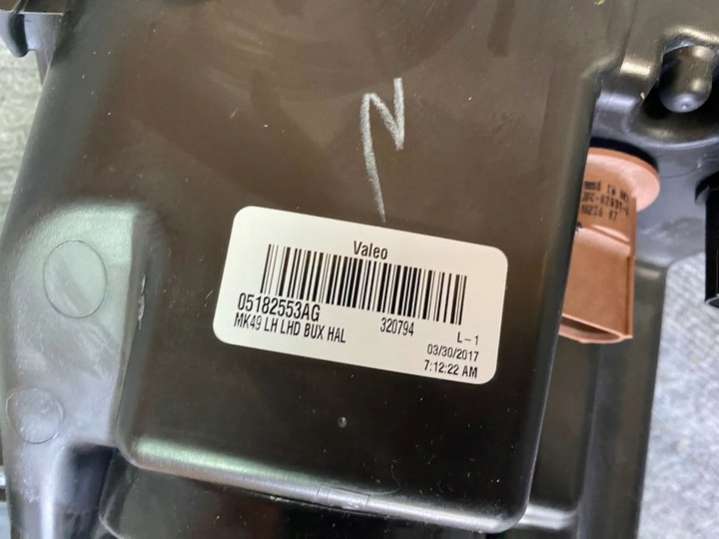 N
Valeo
05182553AG
320794
L-1
MK49 LH LHD BUX HAL
03/30/2017
7:12:22 AM